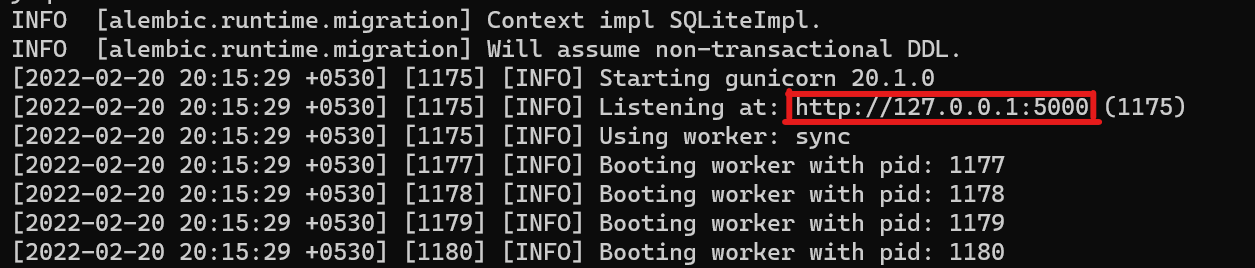 INFO  [alembic.runtime.migration] Context impl SQLiteImpl.
INFO  [alembic.runtime.migration] Will assume non-transactional DDL.
[2022-02-20 20:15:29 +0530] [1175] [INFO] Starting gunicorn 20.1.0
[2022-02-20 20:15:29 +0530] [1175] [INFO] Listening at: http://127.0.0.1:5000 (1175)
[2022-02-20 20:15:29 +0530] [1175] [INFO] Using worker: sync
[2022-02-20 20:15:29 +0530] [1177] [INFO] Booting worker with pid: 1177
[2022-02-20 20:15:29 +0530] [1178] [INFO] Booting worker with pid: 1178
[2022-02-20 20:15:29 +0530] [1179] [INFO] Booting worker with pid: 1179
[2022-02-20 20:15:29 +0530] [1180] [INFO] Booting worker with pid: 1180